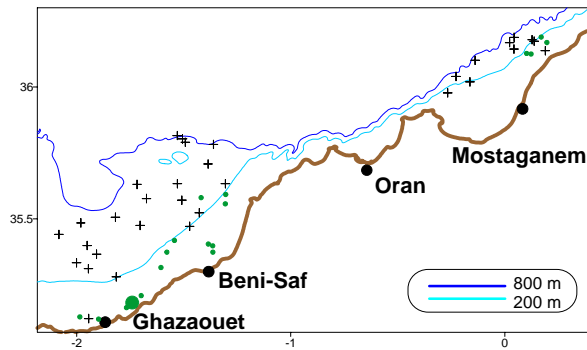 36
Mostaganem
Oran
35.5
Beni-Saf
800 m
200 m
Ghazaouet
-2
-1
0